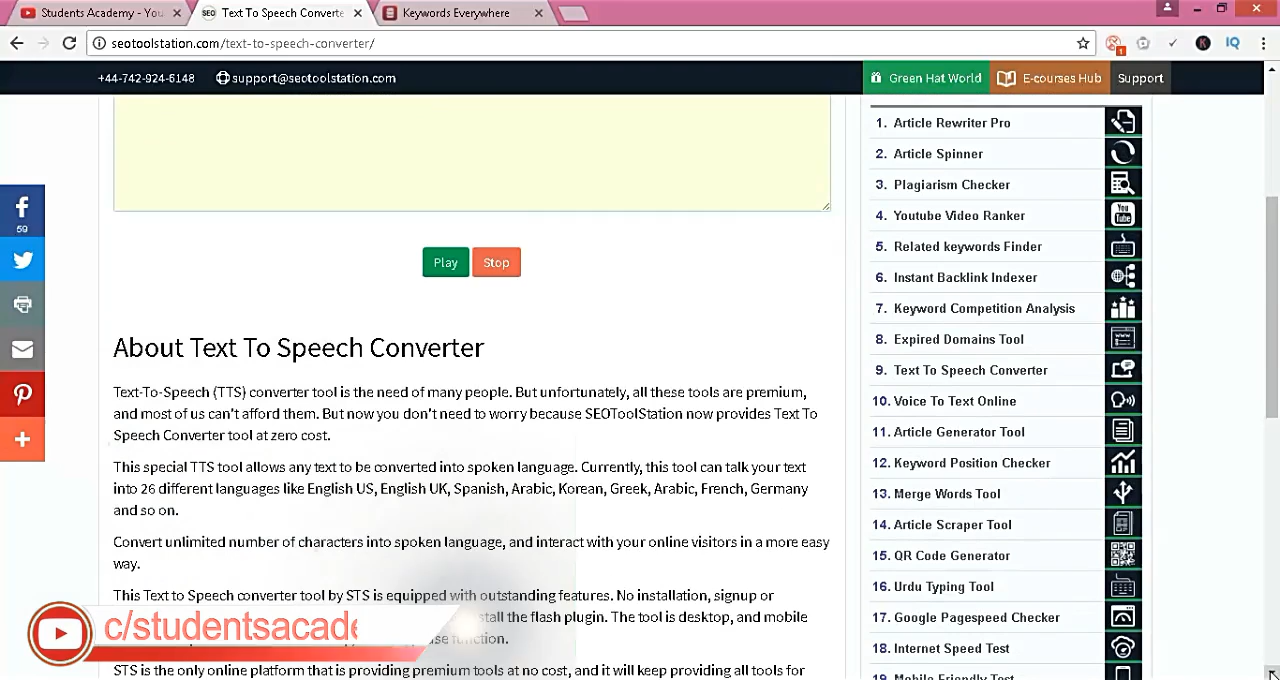 Students Academy - You
Text To Speech Converte
Keywords Everywhere
seotoolstation.com/text-to-speech-converter/
+44-742-924-6148
support@seotoolstation.com
Green Hat World
E-courses Hub
Support
59
Play Stop
About Text To Speech Converter
Text-To-Speech (TTS) converter tool is the need of many people. But unfortunately, all these tools are premium,
and most of us can't afford them. But now you don't need to worry because SEOToolStation now provides Text To
Speech Converter tool at zero cost.
This special TTS tool allows any text to be converted into spoken language. Currently, this tool can talk your text
into 26 different languages like English US, English UK, Spanish, Arabic, Korean, Greek, Arabic, French, Germany
and so on.
Convert unlimited number of characters into spoken language, and interact with your online visitors in a more easy
way.
This Text to Speech converter tool by STS is equipped with outstanding features. No installation, signup or
the flash plugin. The tool is desktop, and mobile
function.
STS is the only online platform that is providing premium tools at no cost, and it will keep providing all tools for
c/studentsacade
1. Article Rewriter Pro
2. Article Spinner
3. Plagiarism Checker
4. Youtube Video Ranker
5. Related keywords Finder
6. Instant Backlink Indexer
7. Keyword Competition Analysis
8. Expired Domains Tool
9. Text To Speech Converter
10. Voice To Text Online
11. Article Generator Tool
12. Keyword Position Checker
13. Merge Words Tool
14. Article Scraper Tool
15. QR Code Generator
16. Urdu Typing Tool
17. Google Pagespeed Checker
18. Internet Speed Test
19. Mobile Friendly Test